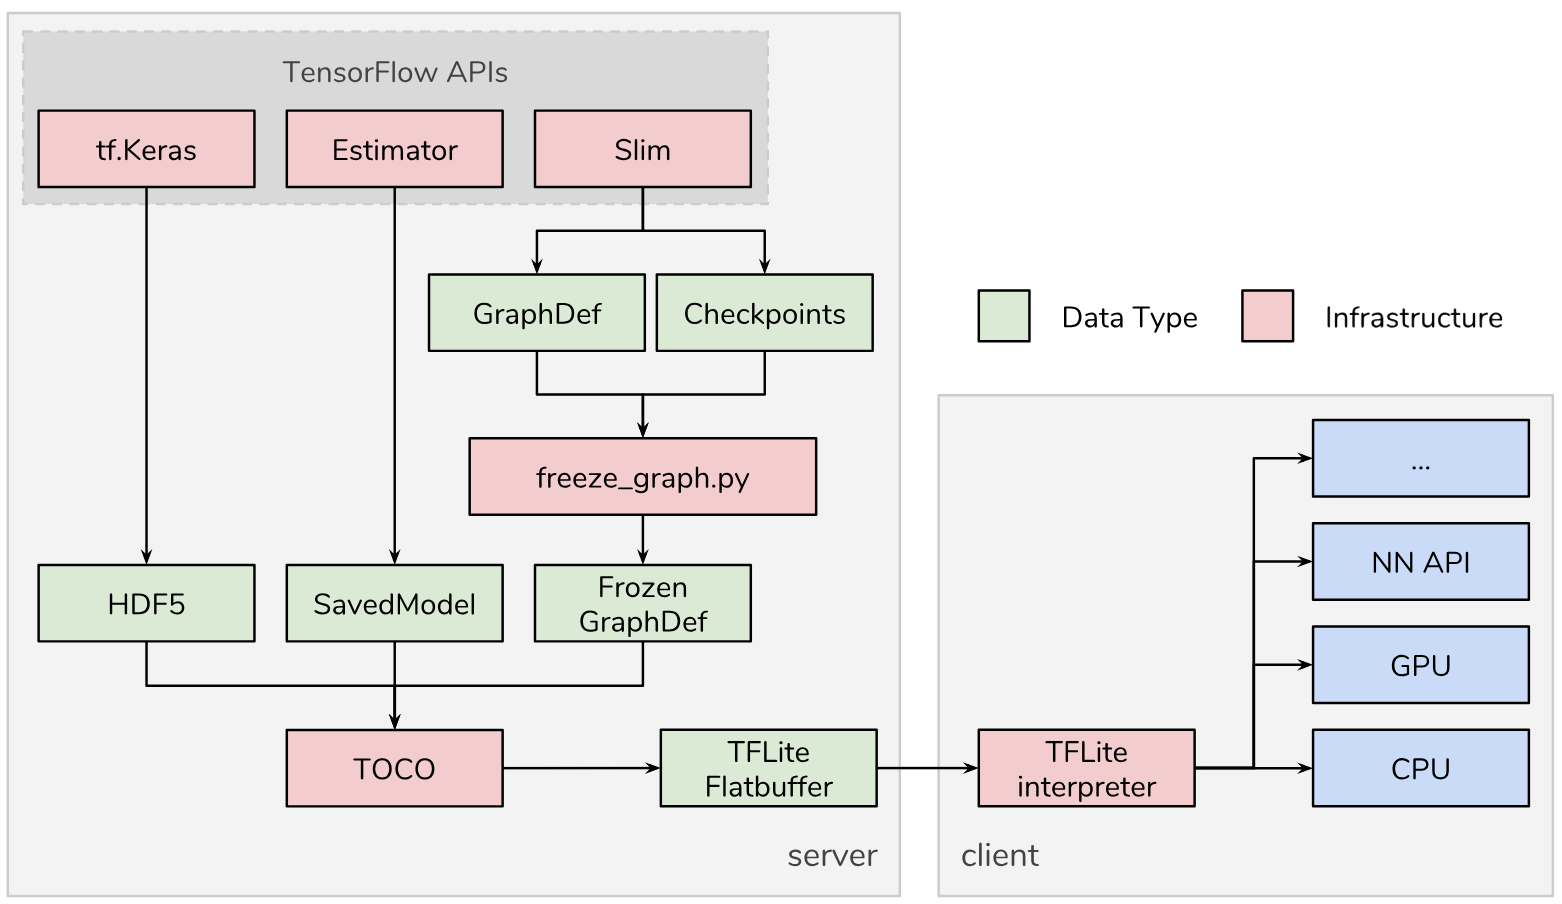 TensorFlow APIs
tf.Keras
Estimator
Slim
GraphDef
Checkpoints
Data Type
Infrastructure
freeze_graph.py
...
NN API
HDF5
SavedModel
Frozen
GraphDef
GPU
TOCO
TFLite
Flatbuffer
TFLite
interpreter
CPU
server
client